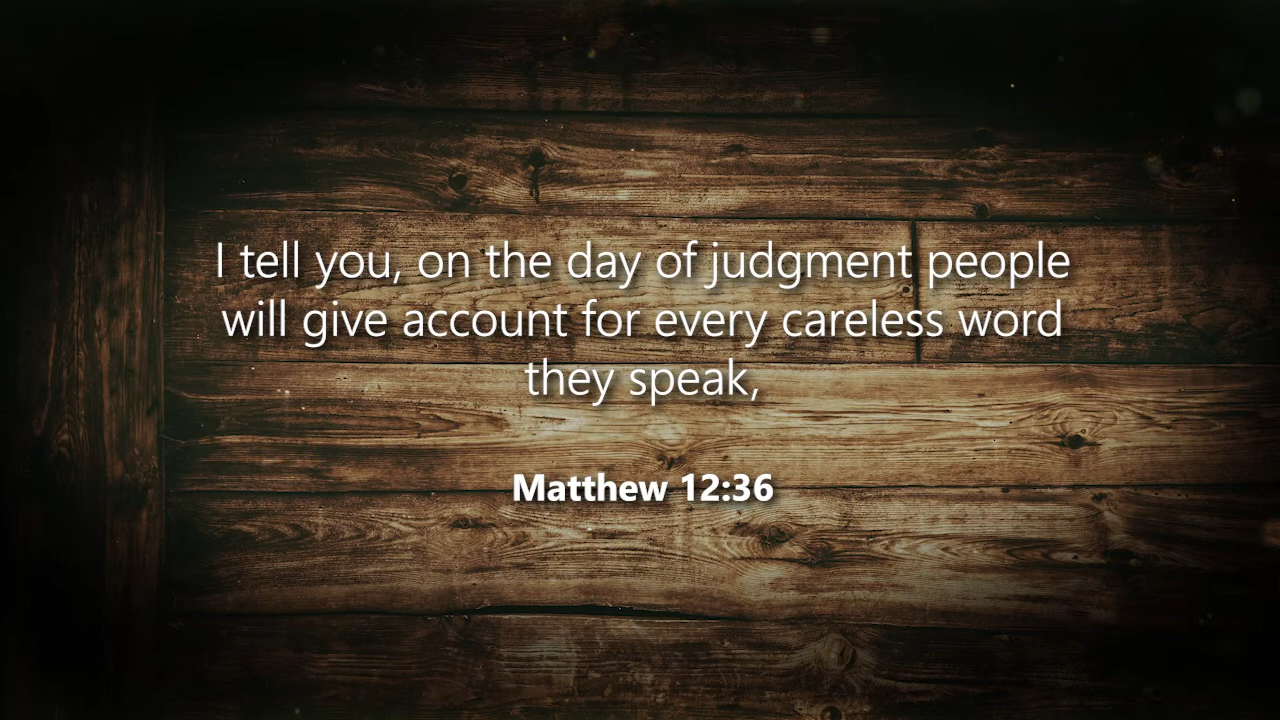 I tell you, on the day of judgment people
will give account for every careless word
they speak,
Matthew 12:36